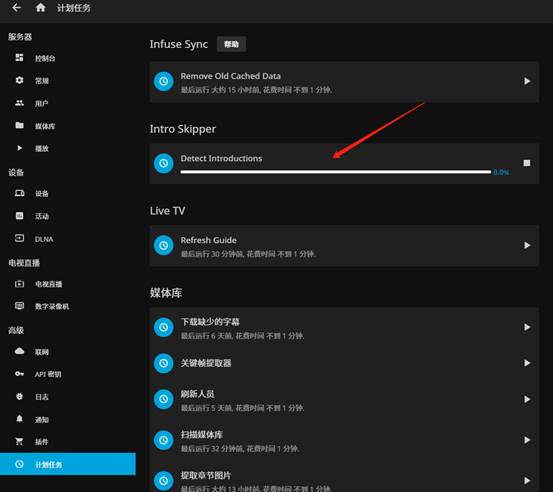 计划任务
服务器
控制台
常规
用户
媒体库
播放
设备
设备
活动
DLNA
电视直播
电视直播
数字录像机
高级
联网
API 密钥
日志
通知
插件
计划任务
Infuse Sync 帮助
Remove Old Cached Data
最后运行 大约 15 小时前, 花费时间 不到 1 分钟.
Intro Skipper
Detect Introductions
0.0%
Live TV
Refresh Guide
最后运行 30 分钟前, 花费时间 不到 1 分钟.
媒体库
下载缺少的字幕
最后运行 6 天前, 花费时间 不到 1 分钟.
关键帧提取器
刷新人员
最后运行 5 天前, 花费时间 不到 1 分钟.
扫描媒体库
最后运行 32 分钟前, 花费时间 1 分钟.
提取章节图片
最后运行 大约 13 小时前, 花费时间 不到 1 分钟.